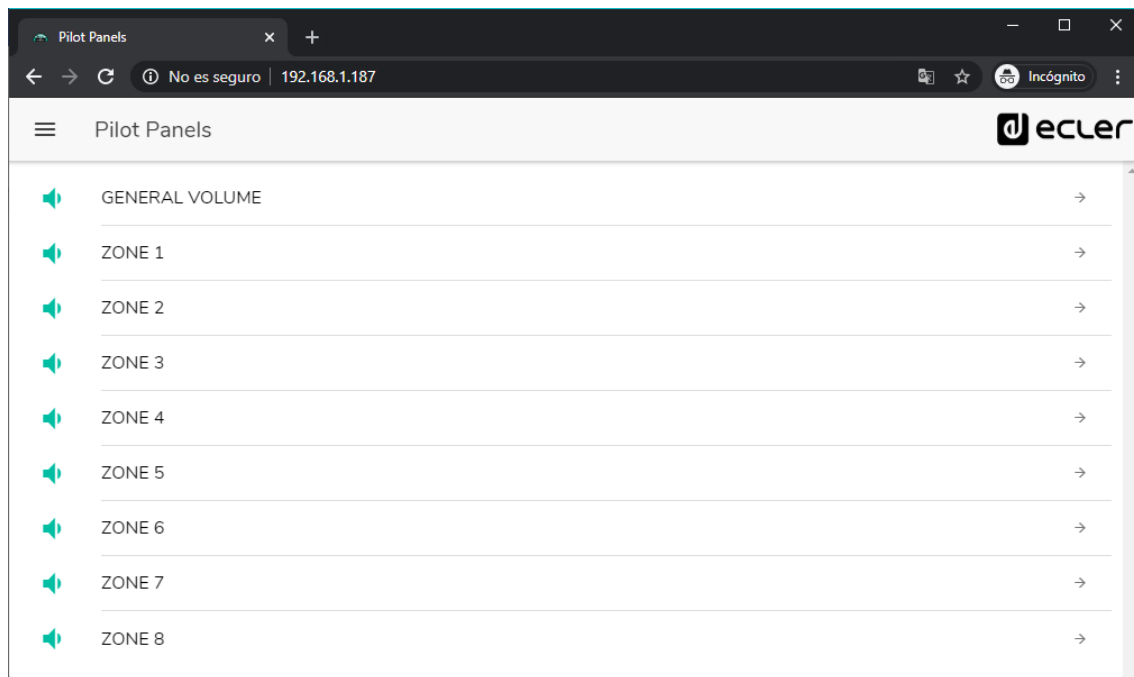 Pilot Panels
No es seguro | 192.168.1.187 Incógnito
Pilot Panels ecler
GENERAL VOLUME
ZONE 1
ZONE 2
ZONE 3
ZONE 4
ZONE 5
ZONE 6
ZONE 7
ZONE 8